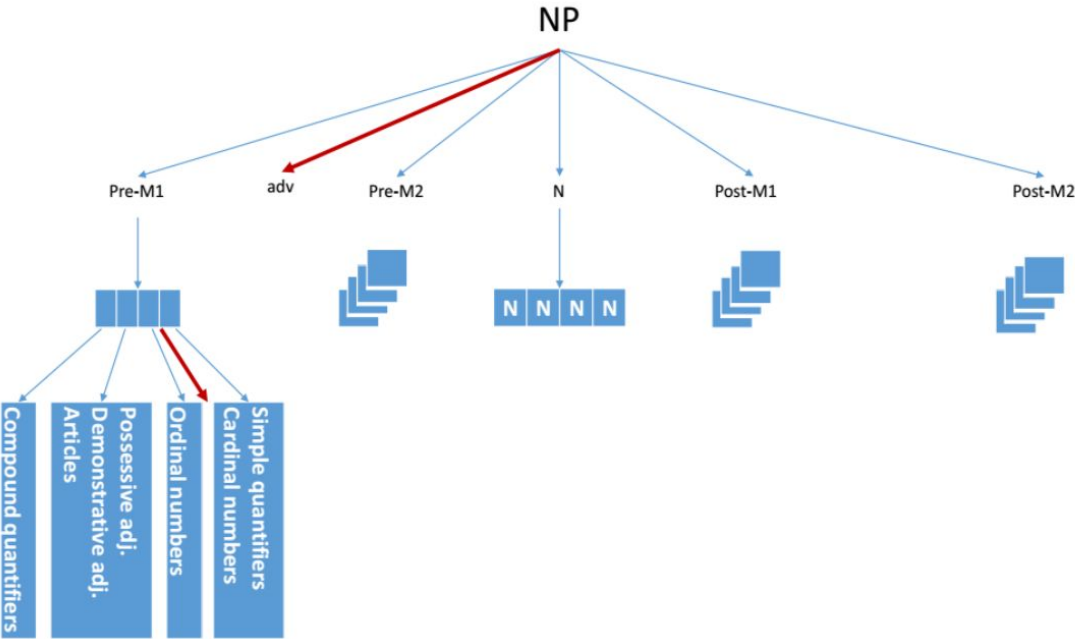 NP
Pre-M1
adv
Pre-M2
N
Post-M1
Post-M2
N N N N
Compound quantifiers
Possessive adj.
Demonstrative adj.
Articles
Ordinal numbers
Simple quantifiers
Cardinal numbers